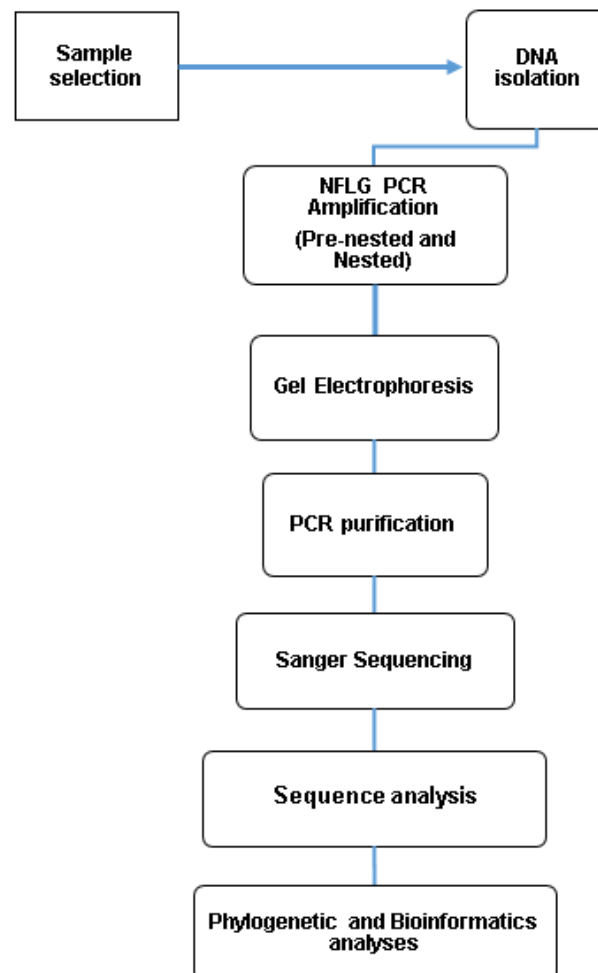 Sample
selection
DNA
isolation
NFLG PCR
Amplification
(Pre-nested and
Nested)
Gel Electrophoresis
PCR purification
Sanger Sequencing
Sequence analysis
Phylogenetic and Bioinformatics
analyses